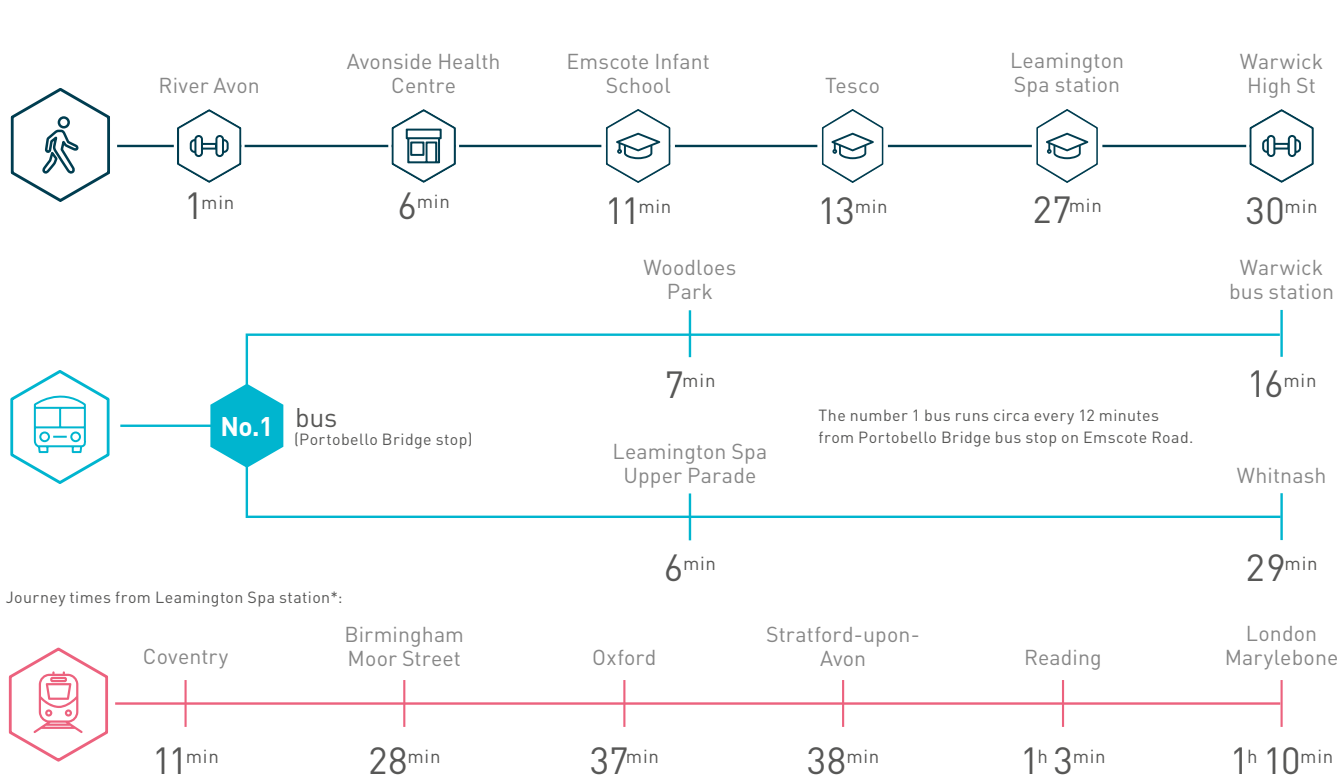 River Avon
Avonside Health
Centre
Emscote Infant
School
Tesco
Leamington
Spa station
Warwick
High St
1min
6min
11min
13min
27min
30min
Woodloes
Park
Warwick
bus station
7min
16min
No.1
bus
(Portobello Bridge stop)
The number 1 bus runs circa every 12 minutes
from Portobello Bridge bus stop on Emscote Road.
Leamington Spa
Upper Parade
Whitnash
6min
29min
Journey times from Leamington Spa station*:
Coventry
Birmingham
Moor Street
Oxford
Stratford-upon-
Avon
Reading
London
Marylebone
11min
28min
37min
38min
1h 3min
1h 10min